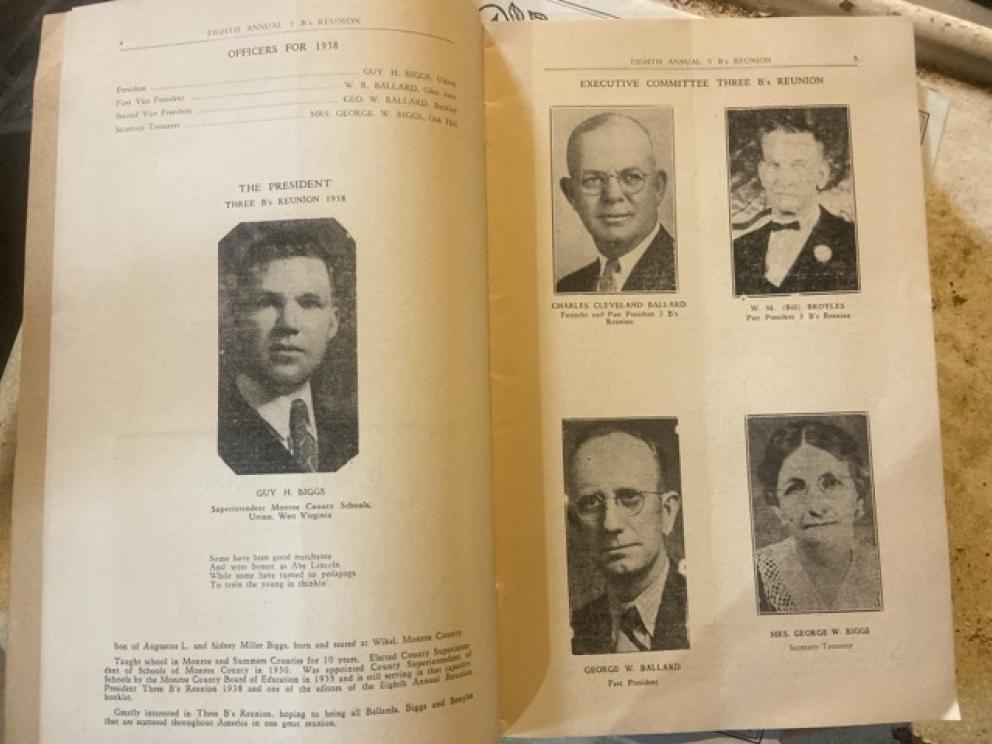 4
EIGHTH ANNUAL 3 B's REUNION
OFFICERS FOR 1938
President GUY H. BIGGS, Union
First Vice President W. R. BALLARD, Glen
Second Vice President GEO. W. BALLARD, Beckley
Secretary-Treasurer MRS. GEORGE W. BIGGS, Oak Hill
THE PRESIDENT
THREE B's REUNION 1938
GUY H. BIGGS
Superintendent Monroe County Schools,
Union, West Virginia
Some have been good merchants
And were honest as Abe Lincoln
While some have turned to pedagogs
To train the young in thinkin'.
Son of Augustus L. and Sidney Miller Biggs, born and reared at Wikel, Monroe County.
Taught school in Monroe and Summers Counties for 10 years. Elected County Superinten-
dent of Schools of Monroe County in 1930. Was appointed County Superintendent of
Schools by the Monroe County Board of Education in 1935 and is still serving in that capacity.
President Three B's Reunion 1938 and one of the editors of the Eighth Annual Reunion
booklet.
Greatly interested in Three B's Reunion, hoping to bring all Ballards, Biggs and Broyles
that are scattered throughout America in one great reunion.
EIGHTH ANNUAL 3 B's REUNION
5
EXECUTIVE COMMITTEE THREE B's REUNION
CHARLES CLEVELAND BALLARD
Founder and Past President 3 B's
Reunion
W. M. (Bill) BROYLES
Past President 3 B's Reunion
GEORGE W. BALLARD
Past President
MRS. GEORGE W. BIGGS
Secretary-Treasurer